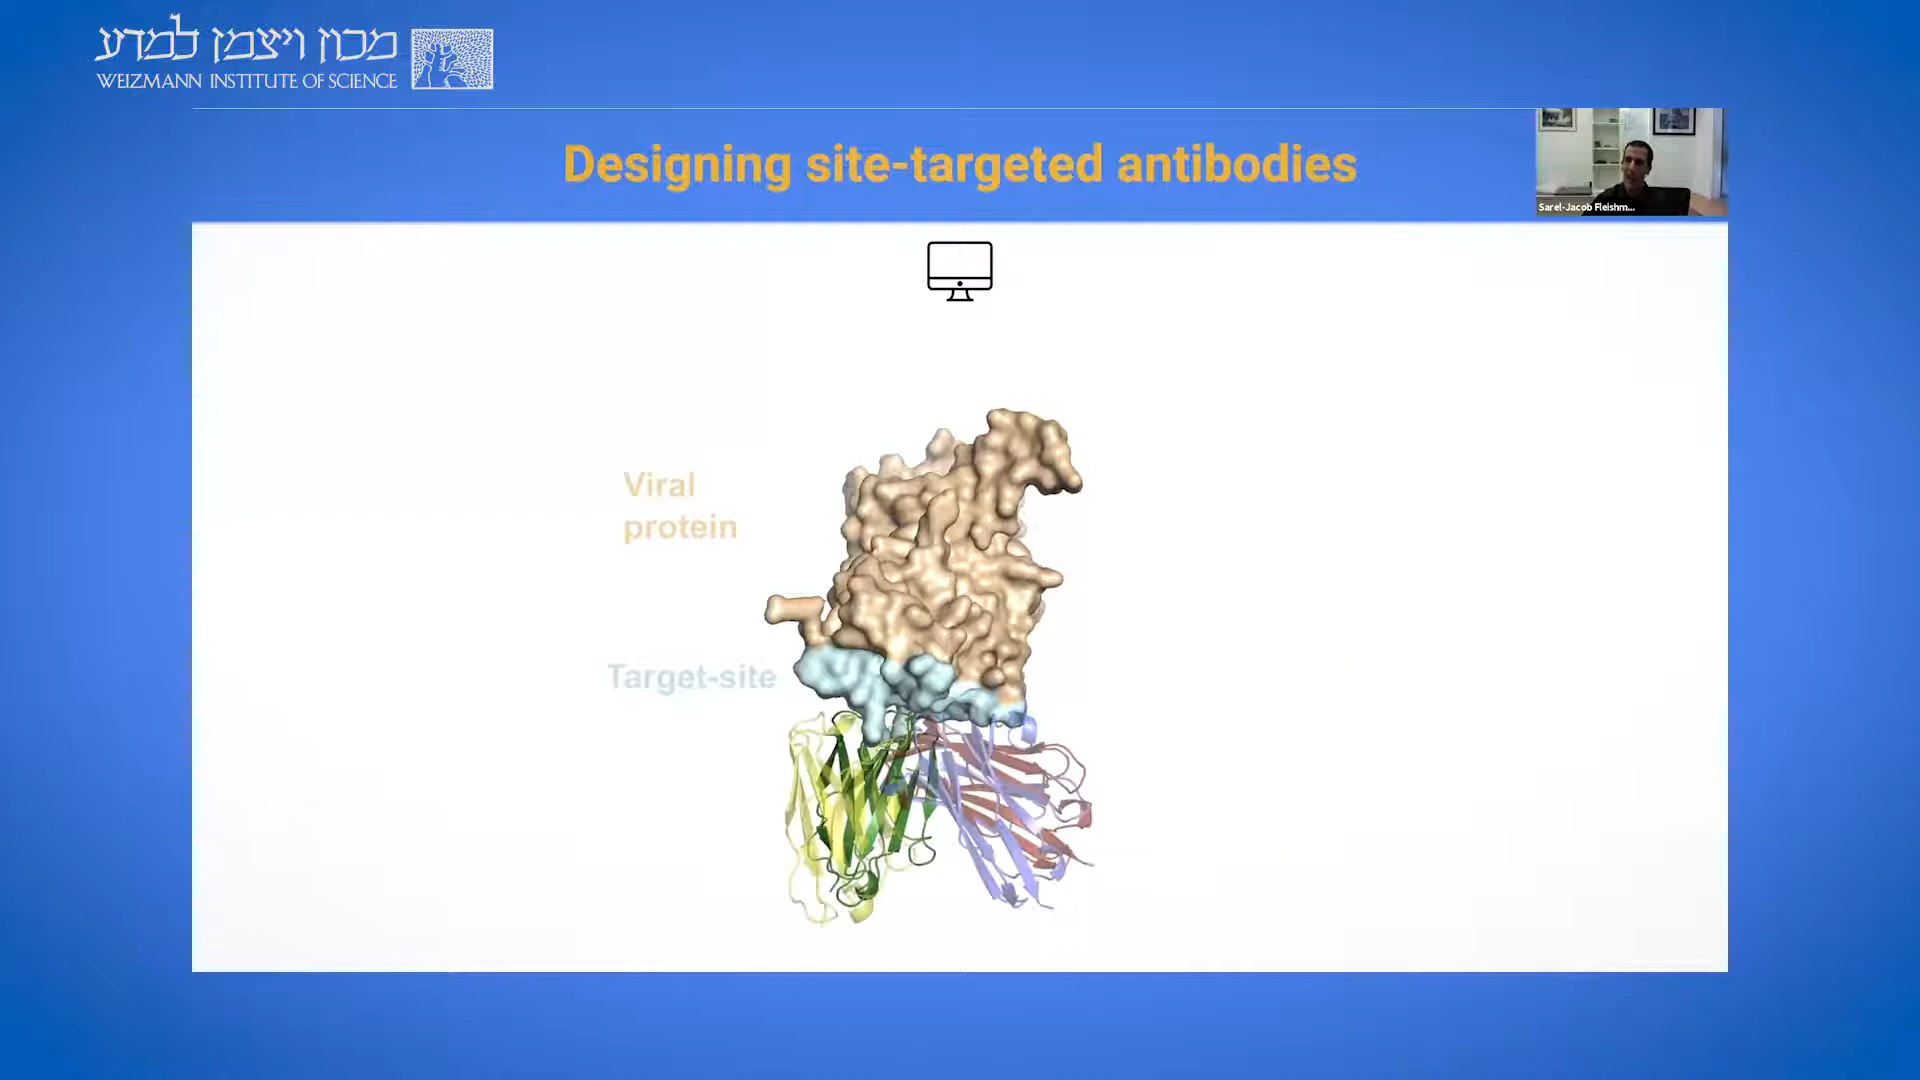 מכון ויצמן למדע
WEIZMANN INSTITUTE OF SCIENCE
Designing site-targeted antibodies
Sarel-Jacob Fleishm...
Viral
protein
Target-site